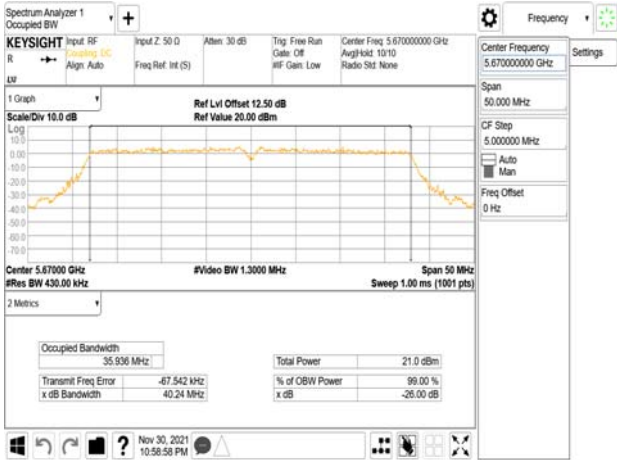 Spectrum Analyzer 1
Occupied BW
+
Frequency
KEYSIGHT
R
LXI
Input: RF
Coupling: DC
Align: Auto
Input Z: 50 Ω
Freq Ref: Int (S)
Atten: 30 dB
Trig: Free Run
Gate: Off
#IF Gain: Low
Center Freq: 5.670000000 GHz
Avg|Hold: 10/10
Radio Std: None
Center Frequency
5.670000000 GHz
Settings
Span
50.000 MHz
CF Step
5.000000 MHz
Auto
Man
Freq Offset
0 Hz
1 Graph
Scale/Div 10.0 dB
Ref Lvl Offset 12.50 dB
Ref Value 20.00 dBm
Log
10.0
0.00
-10.0
-20.0
-30.0
-40.0
-50.0
-60.0
-70.0
Center 5.67000 GHz
#Res BW 430.00 kHz
#Video BW 1.3000 MHz
Span 50 MHz
Sweep 1.00 ms (1001 pts)
2 Metrics
Occupied Bandwidth
35.936 MHz
Total Power 21.0 dBm
Transmit Freq Error -67.542 kHz
% of OBW Power 99.00 %
x dB Bandwidth 40.24 MHz
x dB -26.00 dB
?
Nov 30, 2021
10:58:58 PM